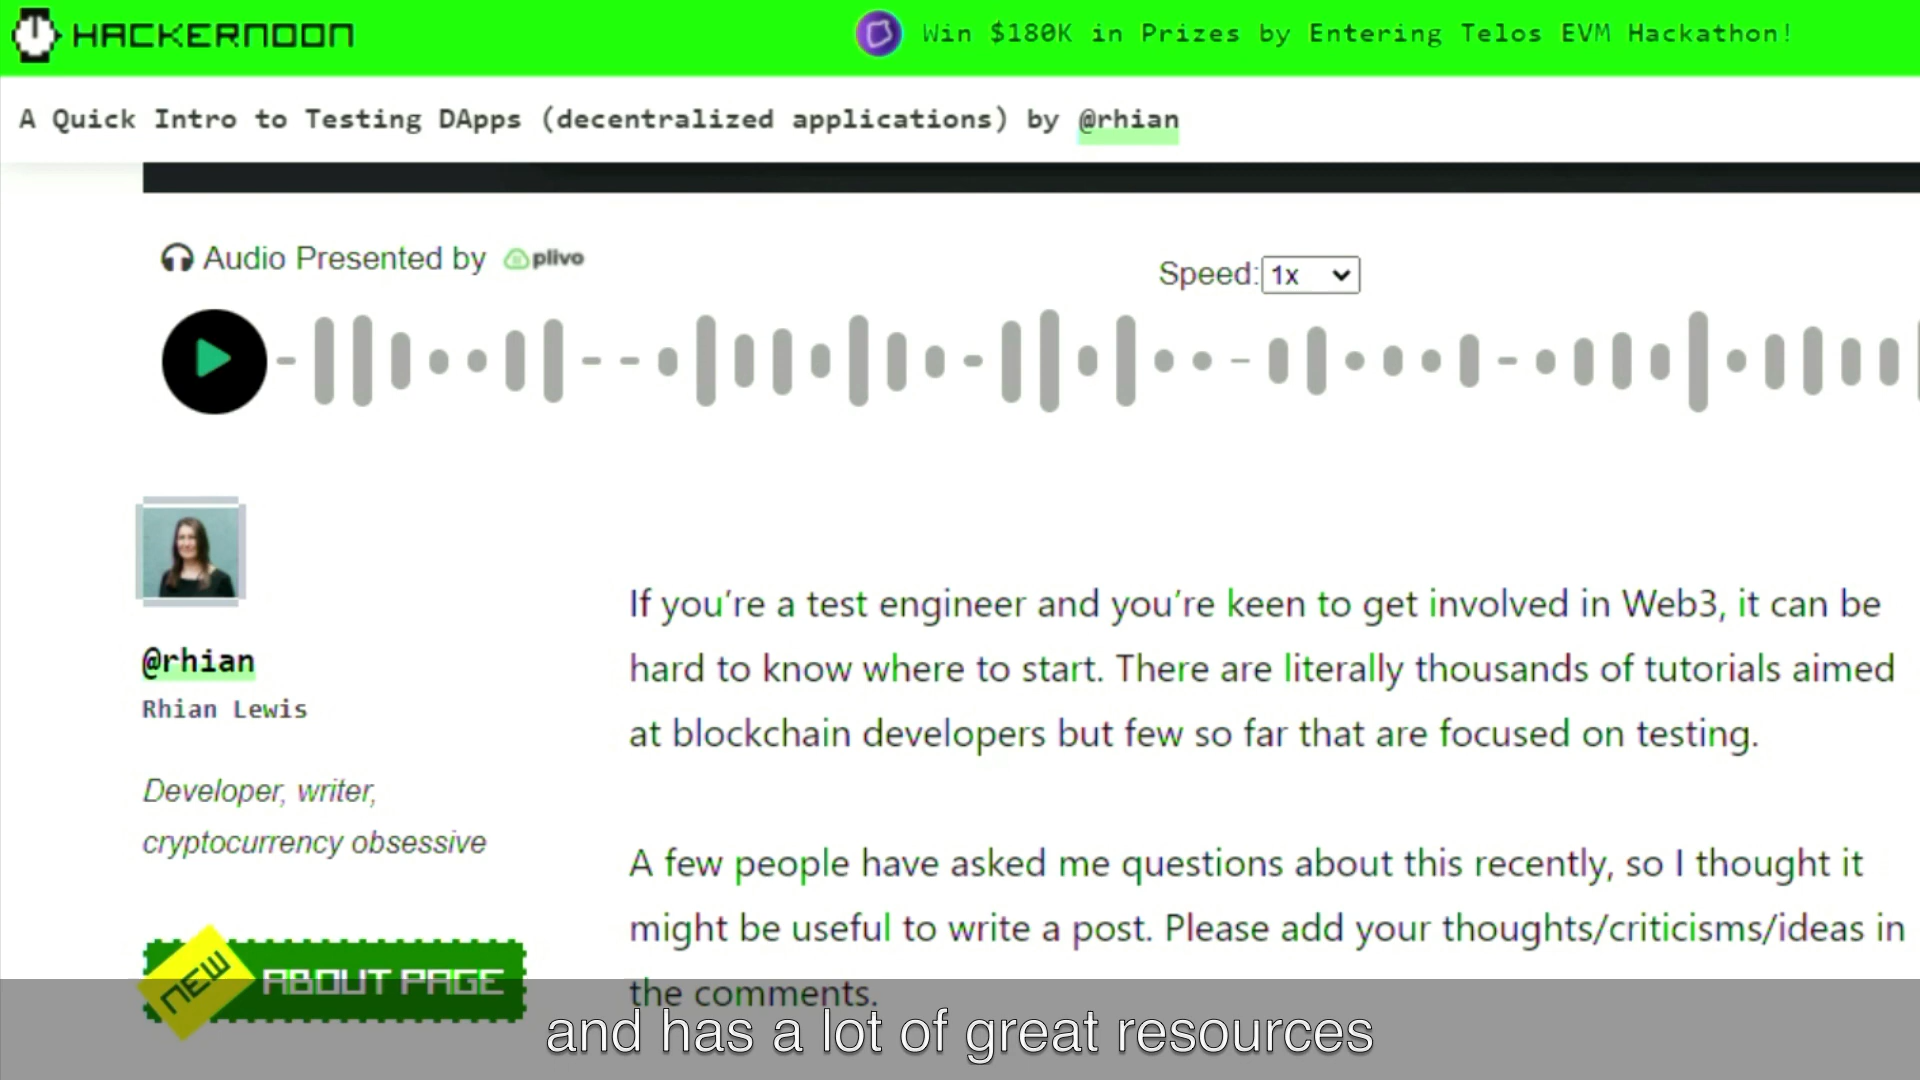 HACKERNOON
Win $180K in Prizes by Entering Telos EVM Hackathon!
A Quick Intro to Testing DApps (decentralized applications) by @rhian
Audio Presented by plivo
Speed: 1x
@rhian
Rhian Lewis
Developer, writer,
cryptocurrency obsessive
NEW ABOUT PAGE
If you’re a test engineer and you’re keen to get involved in Web3, it can be
hard to know where to start. There are literally thousands of tutorials aimed
at blockchain developers but few so far that are focused on testing.
A few people have asked me questions about this recently, so I thought it
might be useful to write a post. Please add your thoughts/criticisms/ideas in
the comments.
and has a lot of great resources